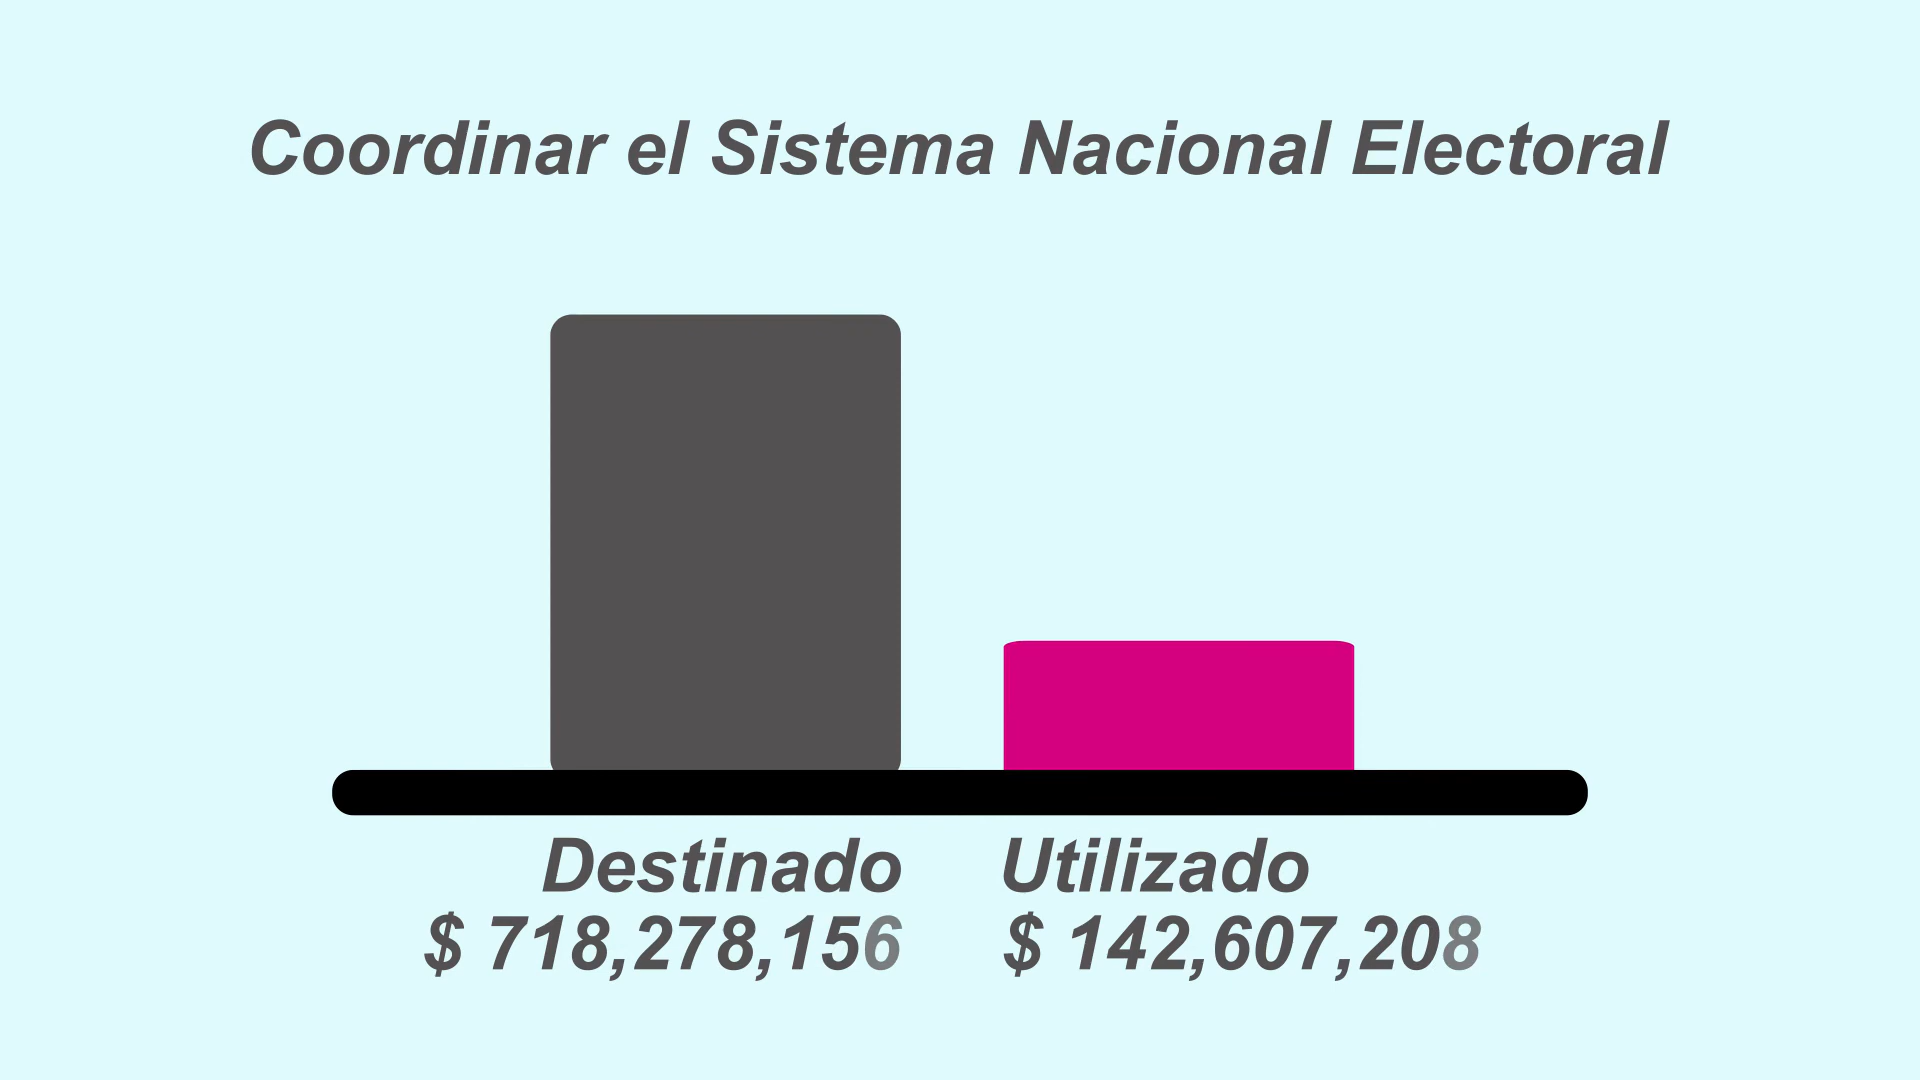 Coordinar el Sistema Nacional Electoral
Destinado
$ 718,278,156
Utilizado
$ 142,607,208